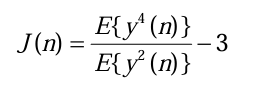 J(n) = E{y⁴(n)} / E{y²(n)} − 3